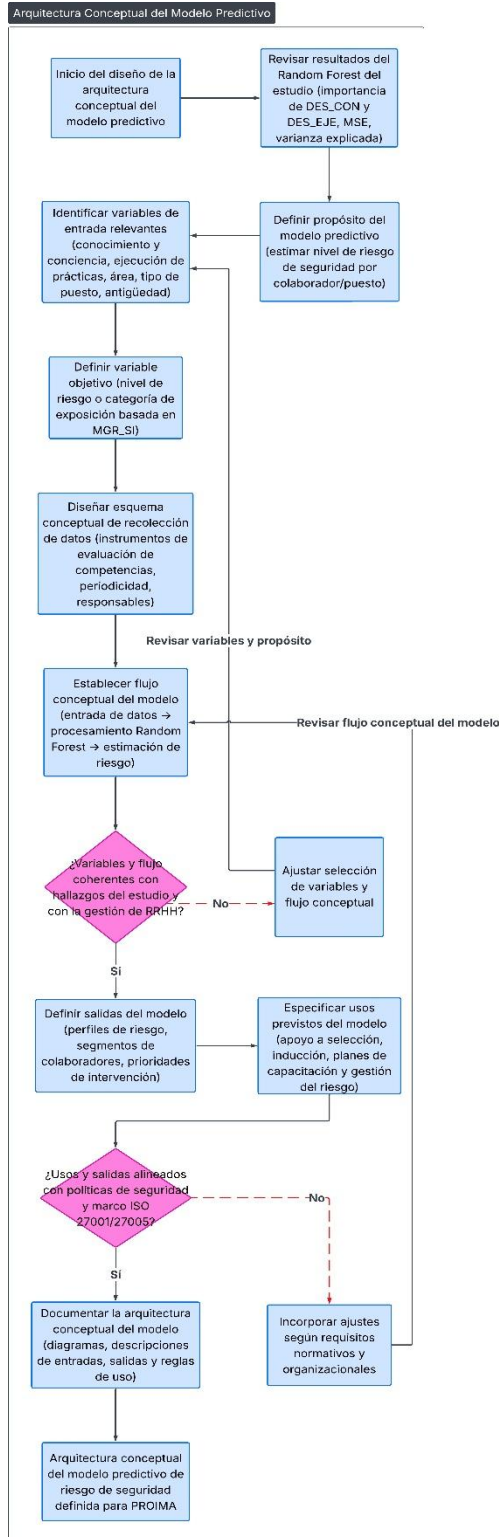 Arquitectura Conceptual del Modelo Predictivo
Inicio del diseño de la
arquitectura
conceptual del
modelo predictivo
Revisar resultados del
Random Forest del
estudio (importancia
de DES_CON y
DES_EJE, MSE,
varianza explicada)
Definir propósito del
modelo predictivo
(estimar nivel de riesgo
de seguridad por
colaborador/puesto)
Identificar variables de
entrada relevantes
(conocimiento y
conciencia, ejecución de
prácticas, área, tipo de
puesto, antigüedad)
Definir variable
objetivo (nivel de
riesgo o categoría de
exposición basada en
MGR_SI)
Diseñar esquema
conceptual de recolección
de datos (instrumentos de
evaluación de
competencias,
periodicidad,
responsables)
Revisar variables y propósito
Establecer flujo
conceptual del modelo
(entrada de datos →
procesamiento Random
Forest → estimación de
riesgo)
Revisar flujo conceptual del modelo
¿Variables y flujo
coherentes con
hallazgos del estudio y
con la gestión de RRHH?
No
Ajustar selección
de variables y
flujo conceptual
Sí
Definir salidas del modelo
(perfiles de riesgo,
segmentos de
colaboradores, prioridades
de intervención)
Especificar usos
previstos del modelo
(apoyo a selección,
inducción, planes de
capacitación y gestión
del riesgo)
¿Usos y salidas alineados
con políticas de seguridad
y marco ISO
27001/27005?
No
Sí
Documentar la arquitectura
conceptual del modelo
(diagramas, descripciones
de entradas, salidas y reglas
de uso)
Incorporar ajustes
según requisitos
normativos y
organizacionales
Arquitectura conceptual
del modelo predictivo de
riesgo de seguridad
definida para PROIMA